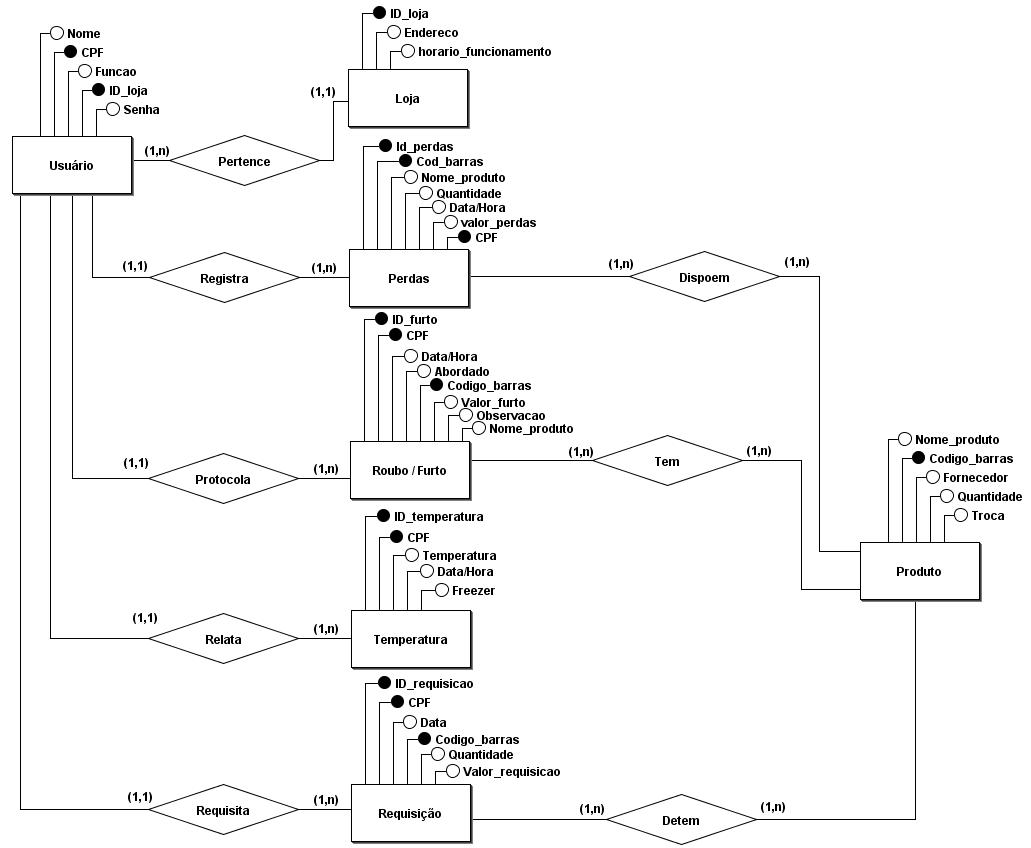 Nome
CPF
Funcao
ID_loja
Senha
Usuário
(1,n)
Pertence
(1,1)
ID_loja
Endereco
horario_funcionamento
Loja
Id_perdas
Cod_barras
Nome_produto
Quantidade
Data/Hora
valor_perdas
CPF
(1,1)
Registra
(1,n)
Perdas
(1,n)
Dispoem
(1,n)
ID_furto
CPF
Data/Hora
Abordado
Codigo_barras
Valor_furto
Observacao
Nome_produto
(1,1)
Protocola
(1,n)
Roubo / Furto
(1,n)
Tem
(1,n)
Nome_produto
Codigo_barras
Fornecedor
Quantidade
Troca
Produto
ID_temperatura
CPF
Temperatura
Data/Hora
Freezer
(1,1)
Relata
(1,n)
Temperatura
ID_requisicao
CPF
Data
Codigo_barras
Quantidade
Valor_requisicao
(1,1)
Requisita
(1,n)
Requisição
(1,n)
Detem
(1,n)